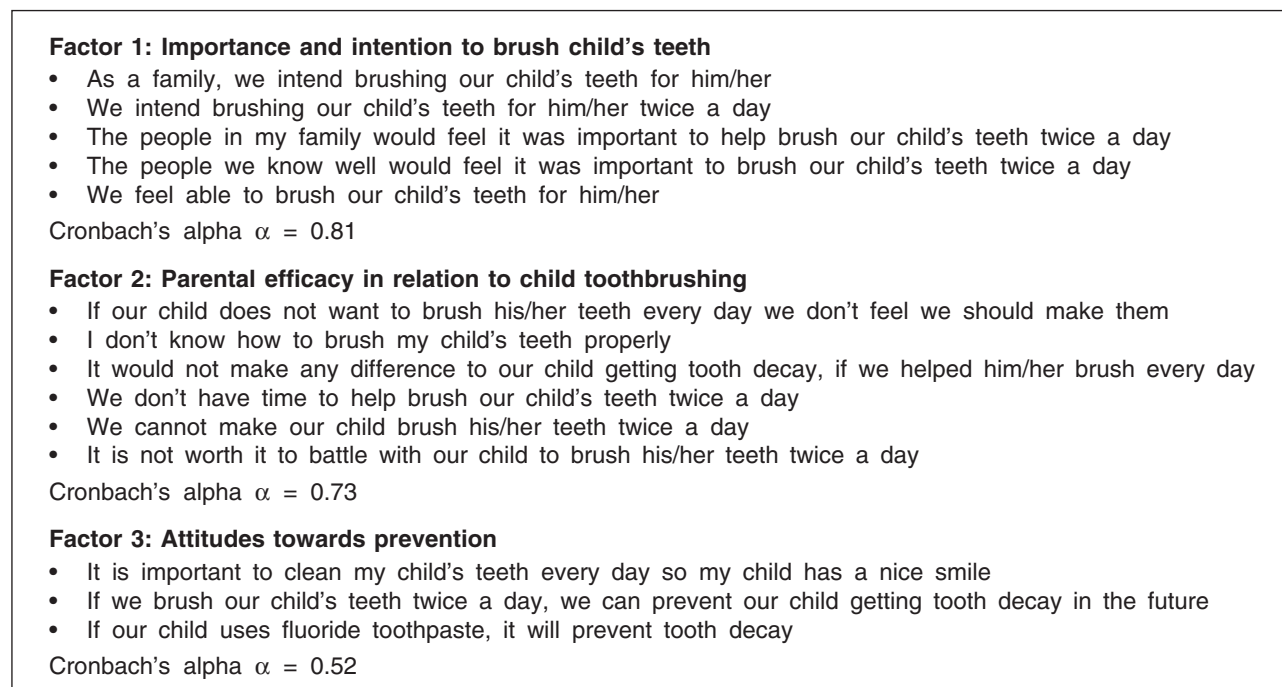 Factor 1: Importance and intention to brush child's teeth
• As a family, we intend brushing our child's teeth for him/her
• We intend brushing our child's teeth for him/her twice a day
• The people in my family would feel it was important to help brush our child's teeth twice a day
• The people we know well would feel it was important to brush our child's teeth twice a day
• We feel able to brush our child's teeth for him/her
Cronbach's alpha α = 0.81
Factor 2: Parental efficacy in relation to child toothbrushing
• If our child does not want to brush his/her teeth every day we don't feel we should make them
• I don't know how to brush my child's teeth properly
• It would not make any difference to our child getting tooth decay, if we helped him/her brush every day
• We don't have time to help brush our child's teeth twice a day
• We cannot make our child brush his/her teeth twice a day
• It is not worth it to battle with our child to brush his/her teeth twice a day
Cronbach's alpha α = 0.73
Factor 3: Attitudes towards prevention
• It is important to clean my child's teeth every day so my child has a nice smile
• If we brush our child's teeth twice a day, we can prevent our child getting tooth decay in the future
• If our child uses fluoride toothpaste, it will prevent tooth decay
Cronbach's alpha α = 0.52